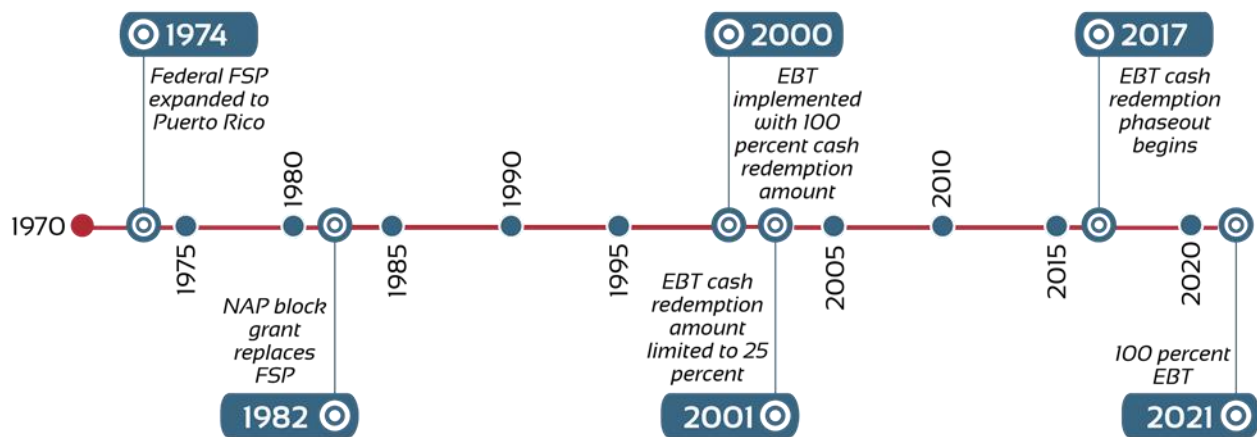 1974
Federal FSP
expanded to
Puerto Rico
2000
EBT
implemented
with 100
percent cash
redemption
amount
2017
EBT cash
redemption
phaseout
begins
1970
1975
1980
1985
1990
1995
2005
2010
2015
2020
NAP block
grant
replaces
FSP
1982
EBT cash
redemption
amount
limited to 25
percent
2001
100 percent
EBT
2021